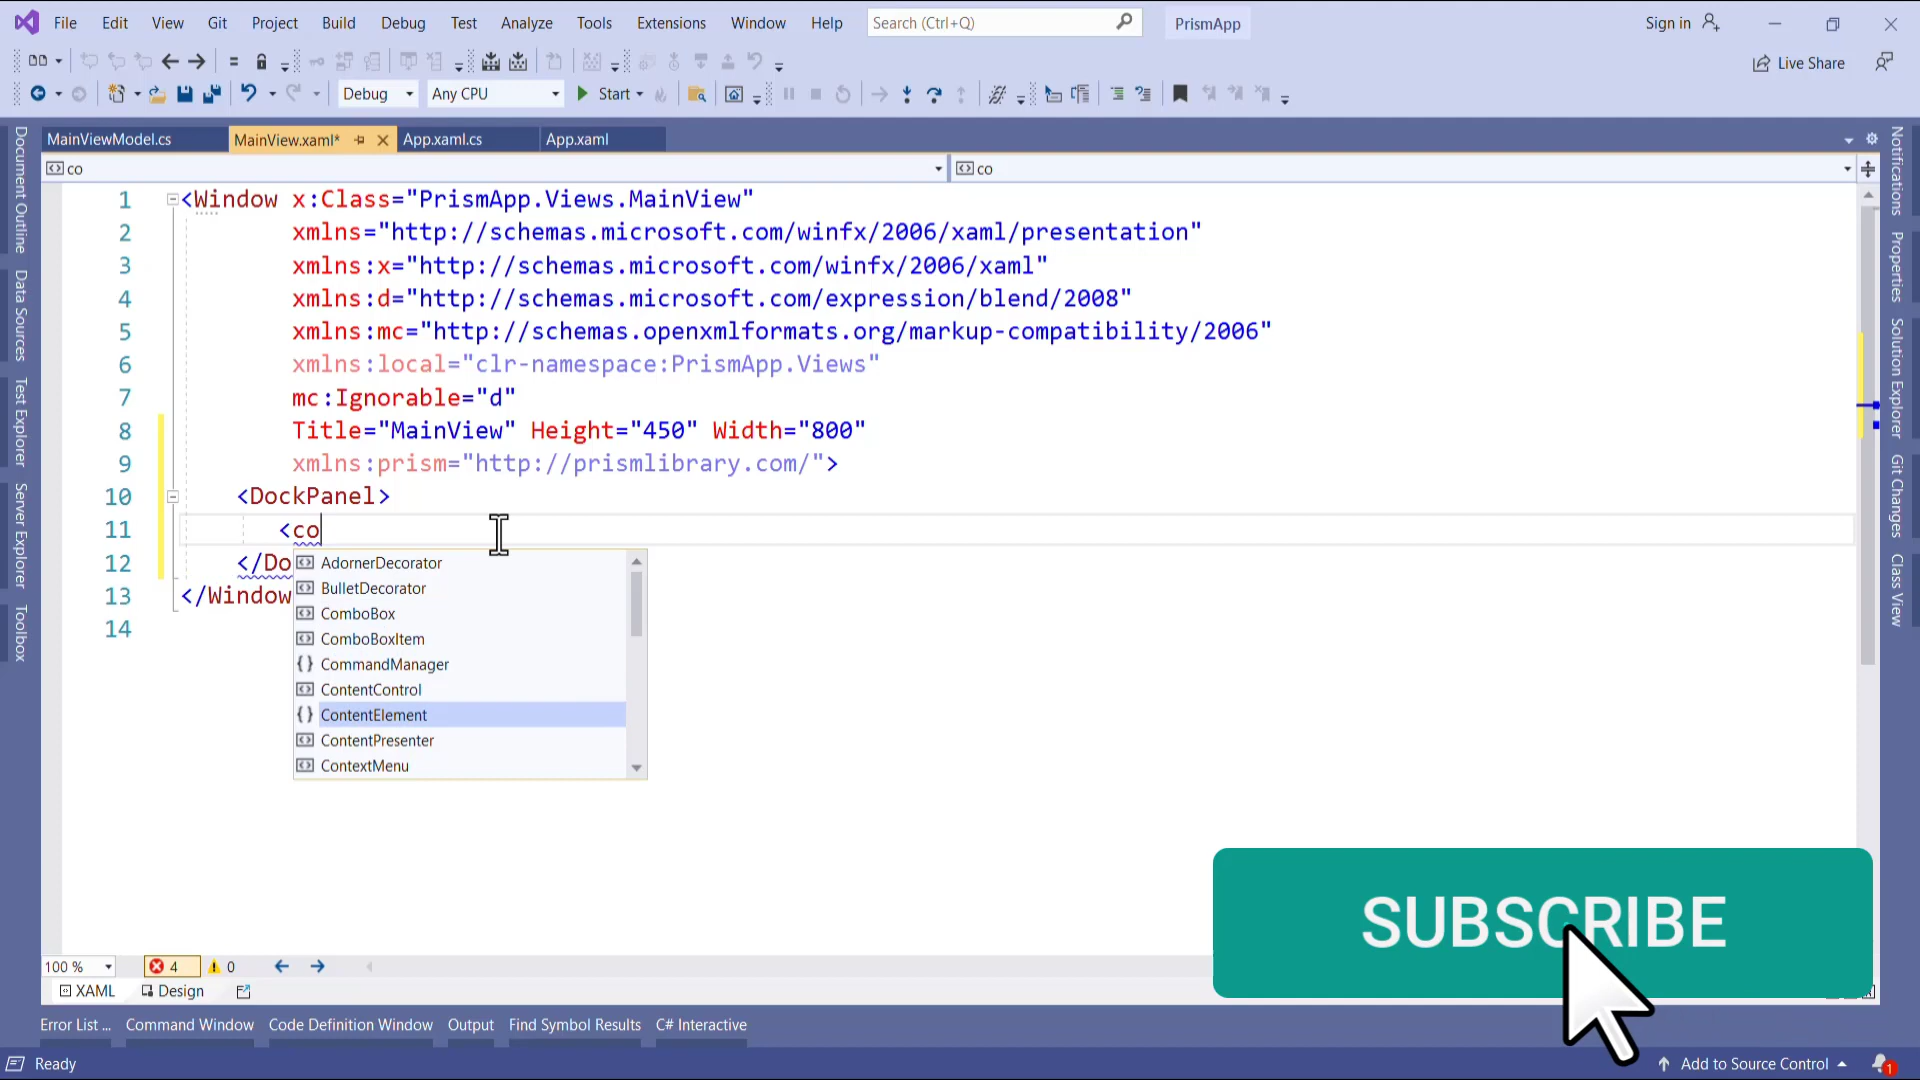 File Edit View Git Project Build Debug Test Analyze Tools Extensions Window Help Search (Ctrl+Q) PrismApp Sign in
Live Share
Debug Any CPU Start
MainViewModel.cs MainView.xaml* App.xaml.cs App.xaml
co co
1 <Window x:Class="PrismApp.Views.MainView"
2 xmlns="http://schemas.microsoft.com/winfx/2006/xaml/presentation"
3 xmlns:x="http://schemas.microsoft.com/winfx/2006/xaml"
4 xmlns:d="http://schemas.microsoft.com/expression/blend/2008"
5 xmlns:mc="http://schemas.openxmlformats.org/markup-compatibility/2006"
6 xmlns:local="clr-namespace:PrismApp.Views"
7 mc:Ignorable="d"
8 Title="MainView" Height="450" Width="800"
9 xmlns:prism="http://prismlibrary.com/">
10 <DockPanel>
11 <co
12 </Do
13 </Window
14
AdornerDecorator
BulletDecorator
ComboBox
ComboBoxItem
CommandManager
ContentControl
ContentElement
ContentPresenter
ContextMenu
Document Outline
Data Sources
Test Explorer
Server Explorer
Toolbox
Notifications
Properties
Solution Explorer
Git Changes
Class View
SUBSCRIBE
100 % 4 0
XAML Design
Error List ... Command Window Code Definition Window Output Find Symbol Results C# Interactive
Ready Add to Source Control 1